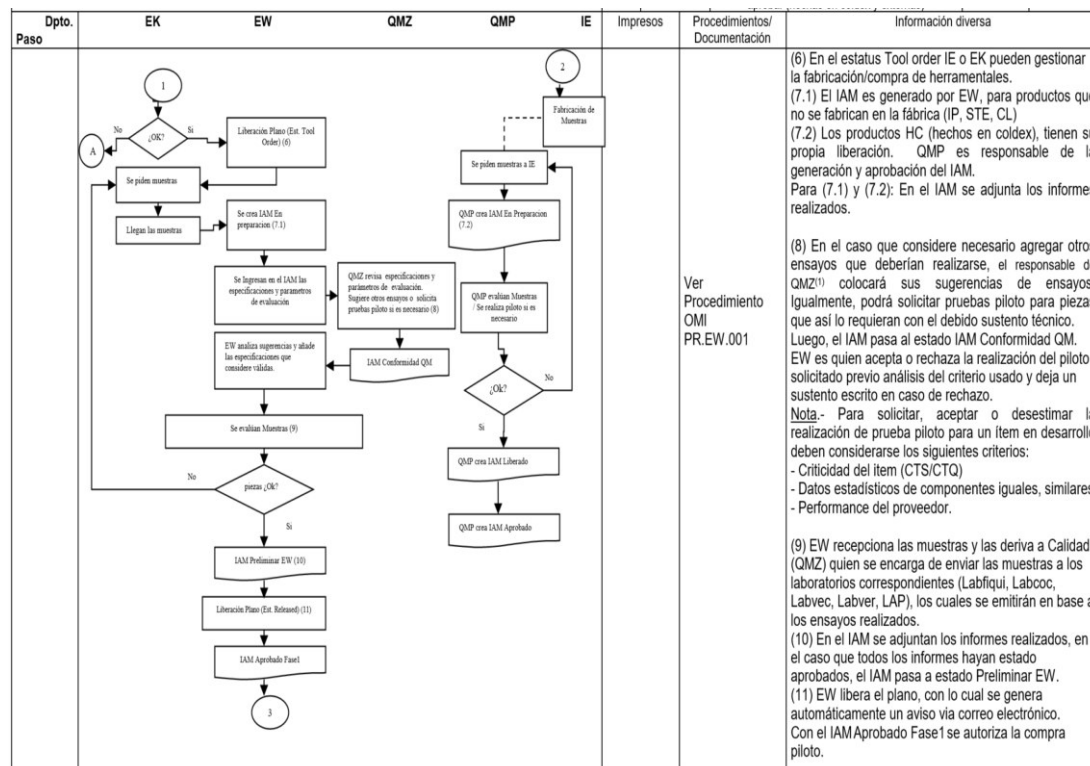 Dpto.
EK
EW
QMZ
QMP
IE
Impresos
Procedimientos/
Documentación
Información diversa
Paso
1
¿OK?
No
Si
A
Liberación Plano (Est. Tool
Order) (6)
Se piden muestras
Llegan las muestras
Se crea IAM En
preparacion (7.1)
Se Ingresan en el IAM las
especificaciones y parametros
de evaluación
QMZ revisa especificaciones y
parámetros de evaluación.
Sugiere otros ensayos o solicita
pruebas piloto si es necesario (8)
IAM Conformidad QM
EW analiza sugerencias y añade
las especificaciones que
considere válidas.
Se evalúan Muestras (9)
piezas ¿Ok?
No
Si
IAM Preliminar EW (10)
Liberación Plano (Est. Released) (11)
IAM Aprobado Fase1
3
2
Fabricación de
Muestras
Se piden muestras a IE
QMP crea IAM En Preparacion
(7.2)
QMP evalúan Muestras
/ Se realiza piloto si es
necesario
¿Ok?
No
Si
QMP crea IAM Liberado
QMP crea IAM Aprobado
Ver
Procedimiento
OMI
PR.EW.001
(6) En el estatus Tool order IE o EK pueden gestionar
la fabricación/compra de herramentales.
(7.1) El IAM es generado por EW, para productos que
no se fabrican en la fábrica (IP, STE, CL)
(7.2) Los productos HC (hechos en coldex), tienen su
propia liberación. QMP es responsable de la
generación y aprobación del IAM.
Para (7.1) y (7.2): En el IAM se adjunta los informes
realizados.
(8) En el caso que considere necesario agregar otros
ensayos que deberían realizarse, el responsable de
QMZ(1) colocará sus sugerencias de ensayos.
Igualmente, podrá solicitar pruebas piloto para piezas
que así lo requieran con el debido sustento técnico.
Luego, el IAM pasa al estado IAM Conformidad QM.
EW es quien acepta o rechaza la realización del piloto
solicitado previo análisis del criterio usado y deja un
sustento escrito en caso de rechazo.
Nota.- Para solicitar, aceptar o desestimar la
realización de prueba piloto para un ítem en desarrollo
deben considerarse los siguientes criterios:
- Criticidad del item (CTS/CTQ)
- Datos estadísticos de componentes iguales, similares
- Performance del proveedor.
(9) EW recepciona las muestras y las deriva a Calidad
(QMZ) quien se encarga de enviar las muestras a los
laboratorios correspondientes (Labfiqui, Labcoc,
Labvec, Labver, LAP), los cuales se emitirán en base a
los ensayos realizados.
(10) En el IAM se adjuntan los informes realizados, en
el caso que todos los informes hayan estado
aprobados, el IAM pasa a estado Preliminar EW.
(11) EW libera el plano, con lo cual se genera
automáticamente un aviso via correo electrónico.
Con el IAM Aprobado Fase1 se autoriza la compra
piloto.